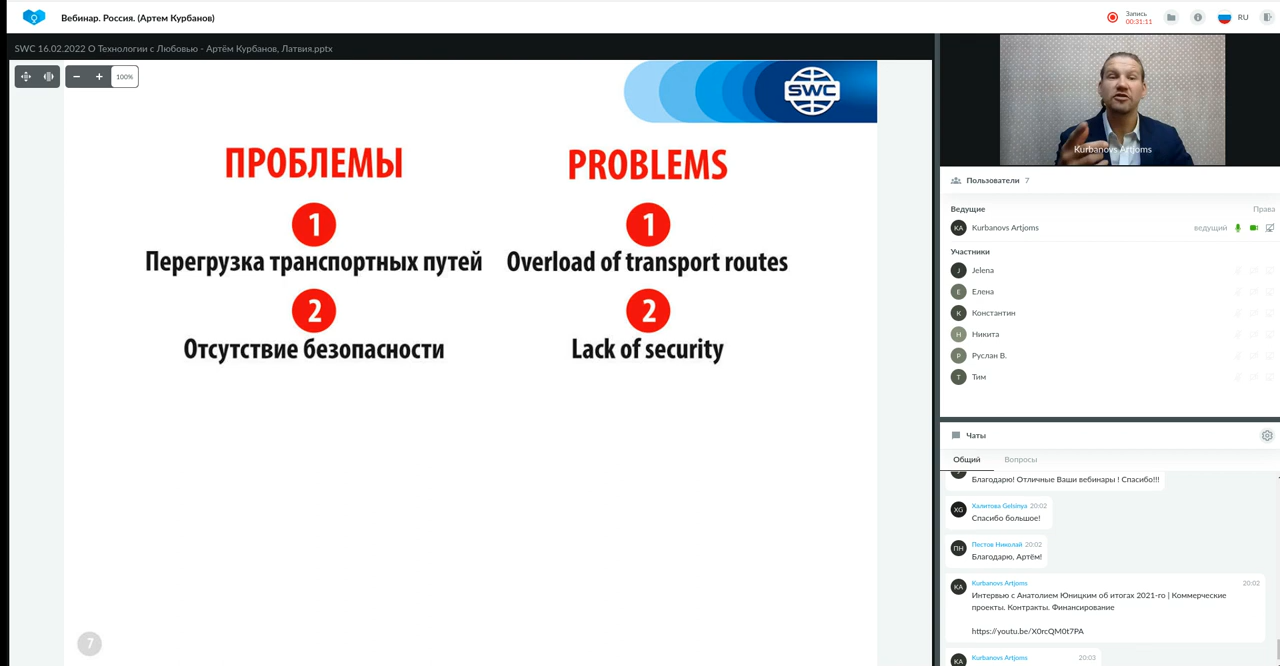 Вебинар. Россия. (Артем Курбанов)
Запись
00:31:11
RU
SWC 16.02.2022 О Технологии с Любовью - Артём Курбанов, Латвия.pptx
100%
SWC
ПРОБЛЕМЫ
1
Перегрузка транспортных путей
2
Отсутствие безопасности
PROBLEMS
1
Overload of transport routes
2
Lack of security
7
Kurbanovs Artjoms
Пользователи 7
Ведущие Права
KA Kurbanovs Artjoms ведущий
Участники
J Jelena
Е Елена
К Константин
Н Никита
Р Руслан В.
Т Тим
Чаты
Общий Вопросы
Благодарю! Отличные Ваши вебинары ! Спасибо!!!
XG Халитова Gelsinya 20:02
Спасибо большое!
ПН Пестов Николай 20:02
Благодарю, Артём!
KA Kurbanovs Artjoms 20:02
Интервью с Анатолием Юницким об итогах 2021-го | Коммерческие
проекты. Контракты. Финансирование
https://youtu.be/X0rcQM0t7PA
KA Kurbanovs Artjoms 20:03